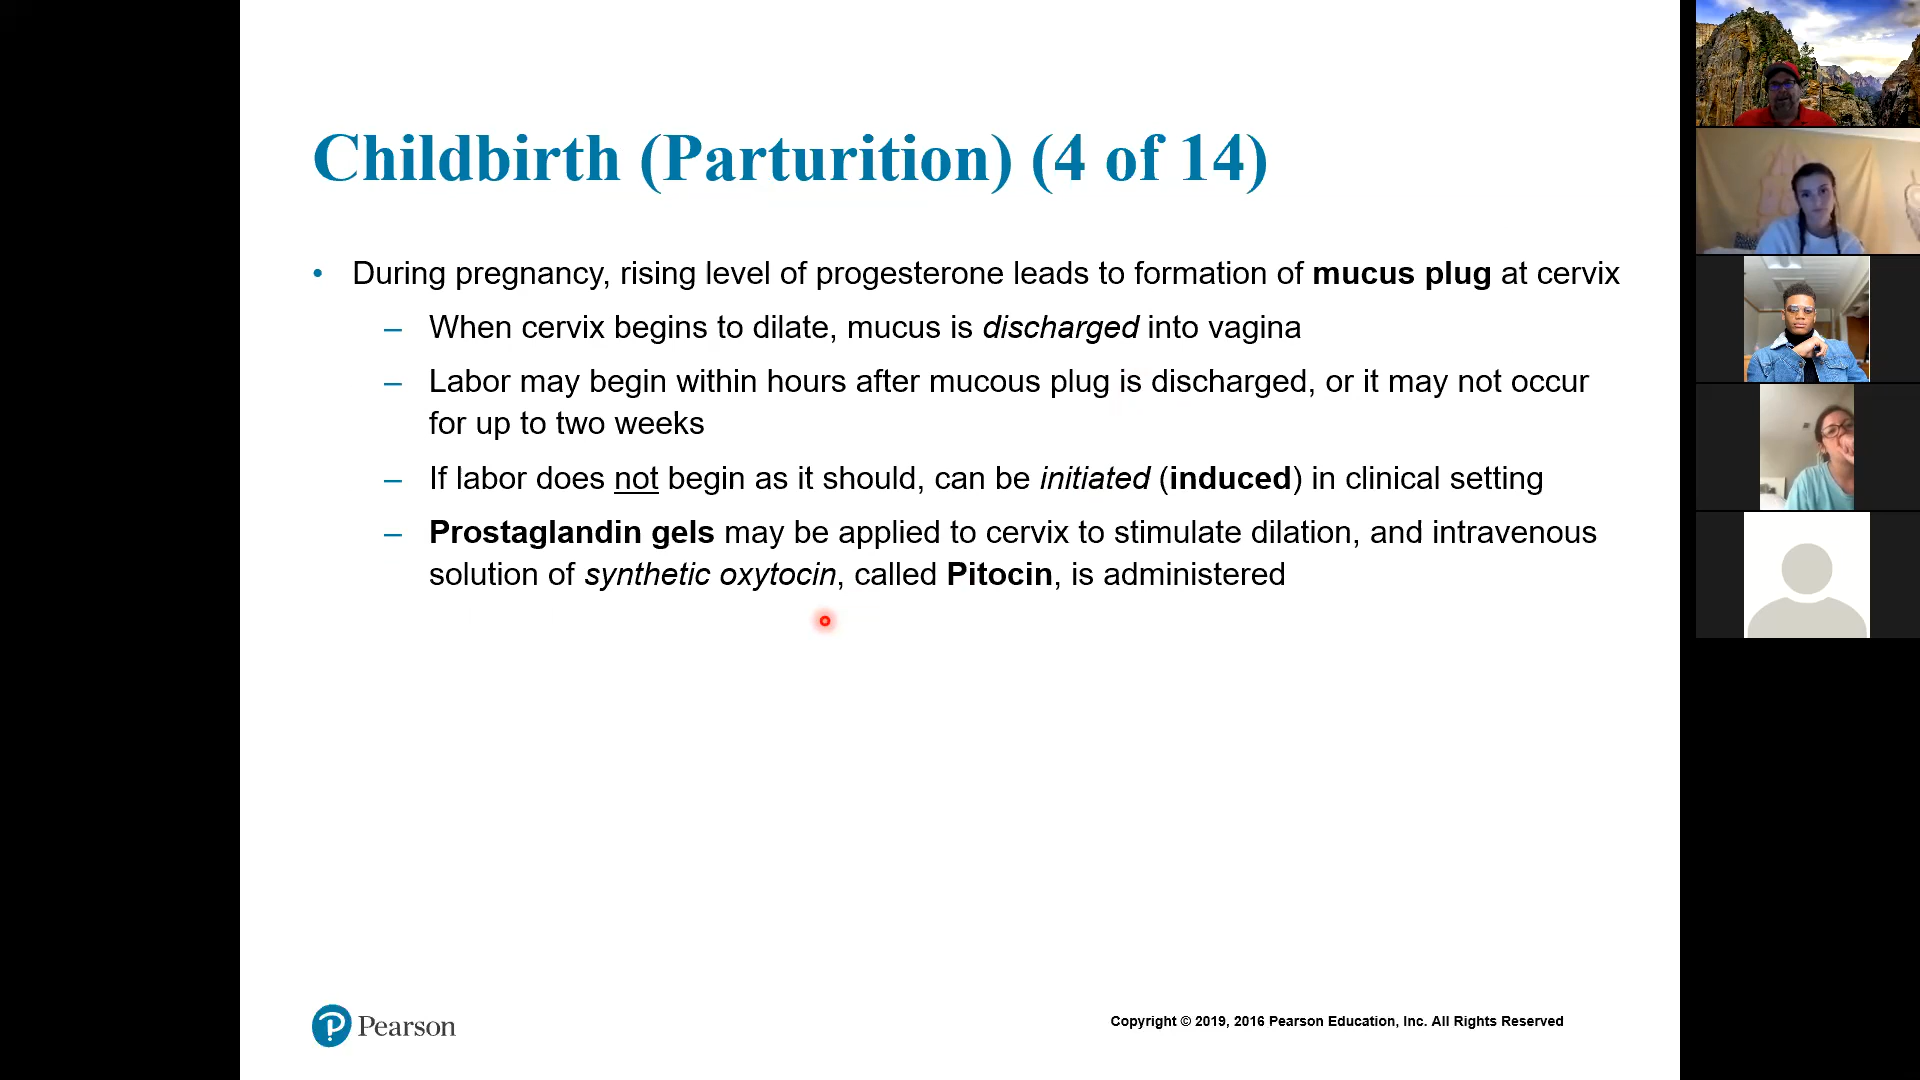 Childbirth (Parturition) (4 of 14)
• During pregnancy, rising level of progesterone leads to formation of mucus plug at cervix
– When cervix begins to dilate, mucus is discharged into vagina
– Labor may begin within hours after mucous plug is discharged, or it may not occur
for up to two weeks
– If labor does not begin as it should, can be initiated (induced) in clinical setting
– Prostaglandin gels may be applied to cervix to stimulate dilation, and intravenous
solution of synthetic oxytocin, called Pitocin, is administered
Pearson
Copyright © 2019, 2016 Pearson Education, Inc. All Rights Reserved